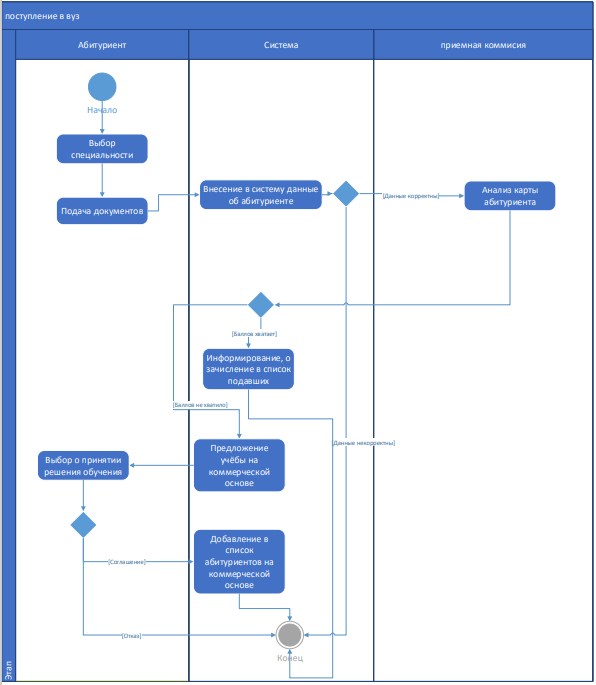 поступление в вуз
Абитуриент
Система
приемная коммисия
Начало
Выбор
специальности
Подача документов
Внесение в систему данные
об абитуриенте
[Данные корректны]
Анализ карты
абитуриента
[Баллов хватает]
Информирование, о
зачисление в список
подавших
[Баллов не хватило]
[Данные некорректны]
Предложение
учёбы на
коммерческой
основе
Выбор о принятии
решения обучения
Добавление в
список
абитуриентов на
коммерческой
основе
[Соглашение]
[Отказ]
Конец
Этап